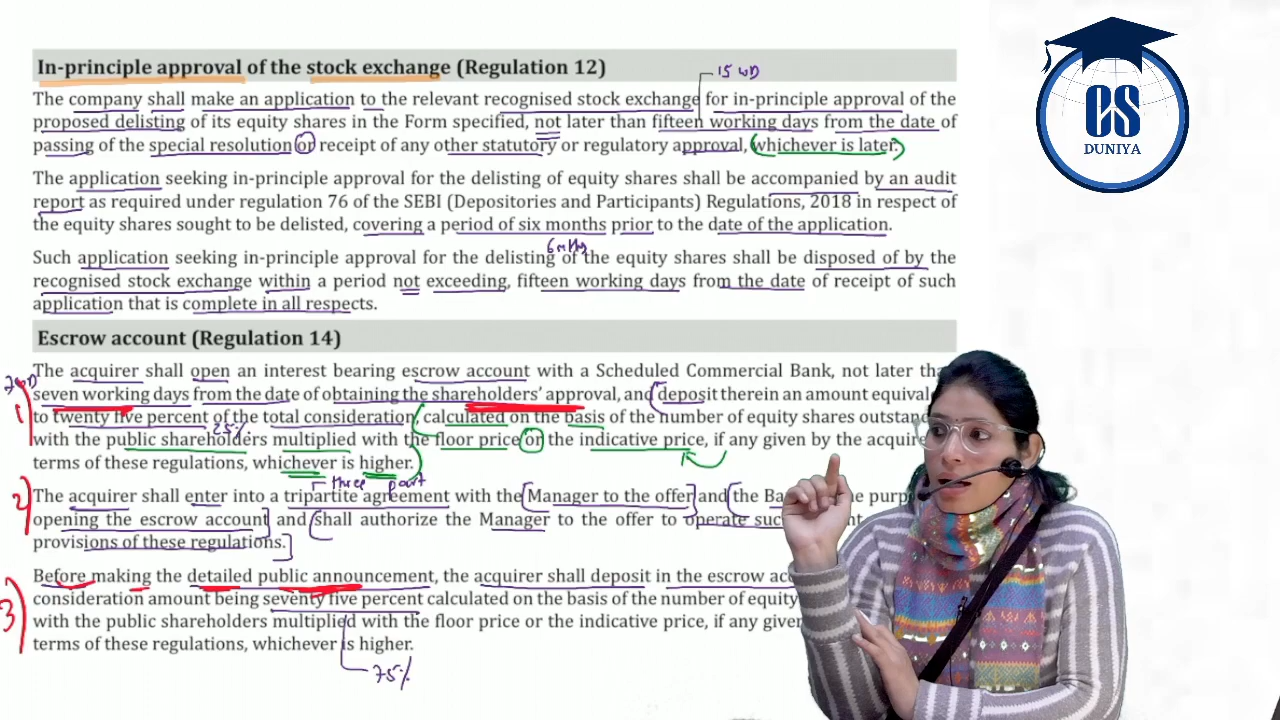 In-principle approval of the stock exchange (Regulation 12)
15 WD
The company shall make an application to the relevant recognised stock exchange for in-principle approval of the
proposed delisting of its equity shares in the Form specified, not later than fifteen working days from the date of
passing of the special resolution or receipt of any other statutory or regulatory approval, whichever is later.
The application seeking in-principle approval for the delisting of equity shares shall be accompanied by an audit
report as required under regulation 76 of the SEBI (Depositories and Participants) Regulations, 2018 in respect of
the equity shares sought to be delisted, covering a period of six months prior to the date of the application.
Such application seeking in-principle approval for the delisting of the equity shares shall be disposed of by the
recognised stock exchange within a period not exceeding, fifteen working days from the date of receipt of such
application that is complete in all respects.
Escrow account (Regulation 14)
The acquirer shall open an interest bearing escrow account with a Scheduled Commercial Bank, not later
7WD
1)
seven working days from the date of obtaining the shareholders' approval, and deposit therein an amount
to twenty five percent of the total consideration, calculated on the basis of the number of equity shares
25%
with the public shareholders multiplied with the floor price or the indicative price, if any given by the
terms of these regulations, whichever is higher.
three part
2)
The acquirer shall enter into a tripartite agreement with the Manager to the offer and the
opening the escrow account and shall authorize the Manager to the offer to operate
provisions of these regulations.
3)
Before making the detailed public announcement, the acquirer shall deposit in the escrow
consideration amount being seventy five percent calculated on the basis of the number of equity
with the public shareholders multiplied with the floor price or the indicative price, if any
terms of these regulations, whichever is higher.
75%
CS
DUNIYA